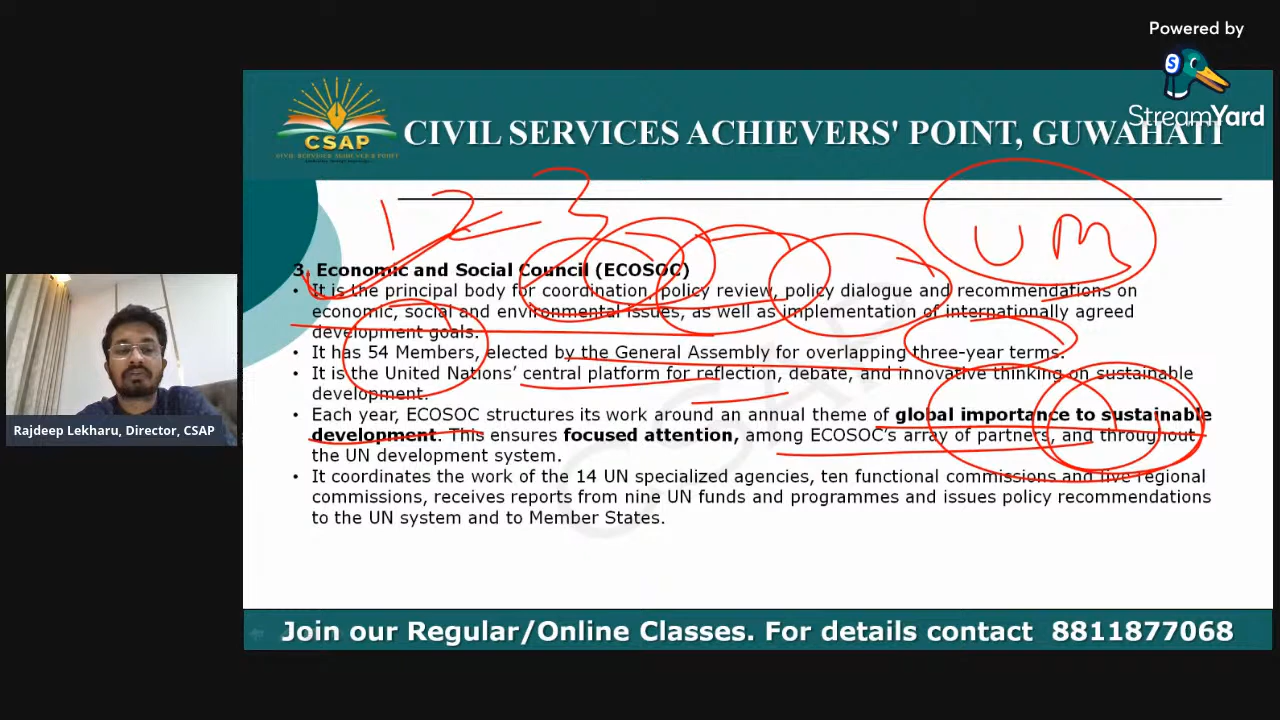 Powered by
StreamYard
CSAP
CIVIL SERVICES ACHIEVERS' POINT, GUWAHATI
1 2 3
U M
3. Economic and Social Council (ECOSOC)
• It is the principal body for coordination, policy review, policy dialogue and recommendations on
economic, social and environmental issues, as well as implementation of internationally agreed
development goals.
• It has 54 Members, elected by the General Assembly for overlapping three-year terms.
• It is the United Nations’ central platform for reflection, debate, and innovative thinking on sustainable
development.
• Each year, ECOSOC structures its work around an annual theme of global importance to sustainable
development. This ensures focused attention, among ECOSOC’s array of partners, and throughout
the UN development system.
• It coordinates the work of the 14 UN specialized agencies, ten functional commissions and five regional
commissions, receives reports from nine UN funds and programmes and issues policy recommendations
to the UN system and to Member States.
Rajdeep Lekharu, Director, CSAP
Join our Regular/Online Classes. For details contact 8811877068